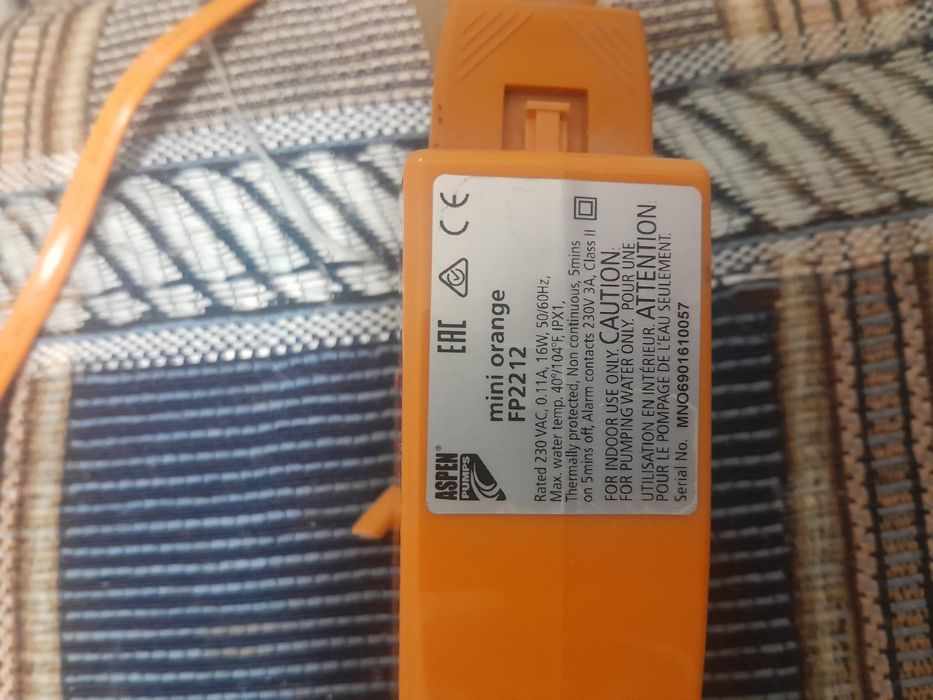 ASPEN®
PUMPS
EAC
CE
mini orange
FP2212
Rated 230 VAC, 0.11A, 16W, 50/60Hz,
Max. water temp. 40°/104°F, IPX1,
Thermally protected, Non continuous, 5mins
on 5mins off, Alarm contacts 230V 3A, Class II
FOR INDOOR USE ONLY. CAUTION:
FOR PUMPING WATER ONLY. POUR UNE
UTILISATION EN INTÉRIEUR. ATTENTION
POUR LE POMPAGE DE L'EAU SEULEMENT.
Serial No. MNO6901610057